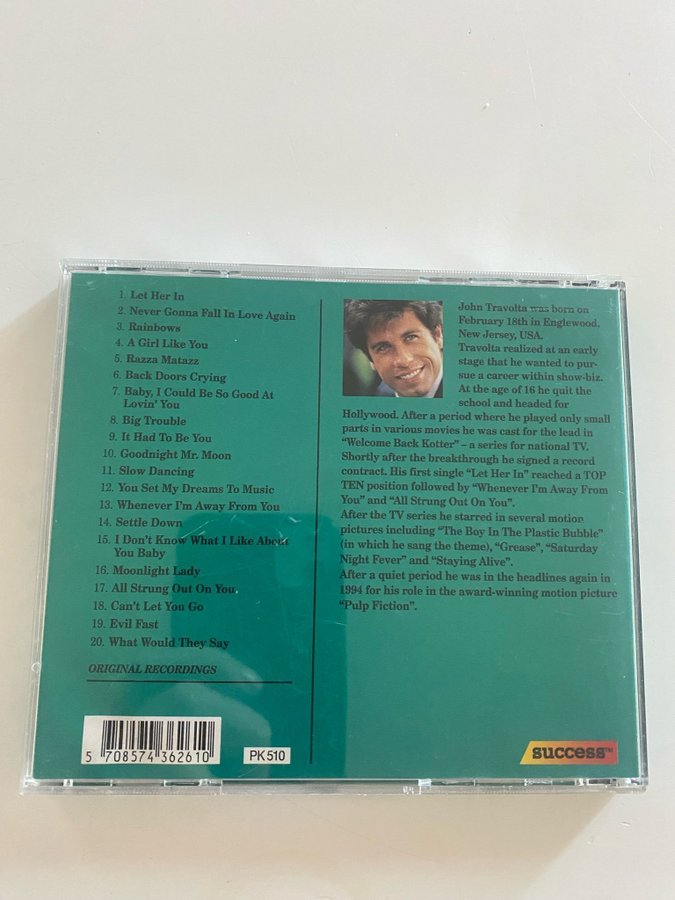 1. Let Her In
2. Never Gonna Fall In Love Again
3. Rainbows
4. A Girl Like You
5. Razza Matazz
6. Back Doors Crying
7. Baby, I Could Be So Good At
Lovin' You
8. Big Trouble
9. It Had To Be You
10. Goodnight Mr. Moon
11. Slow Dancing
12. You Set My Dreams To Music
13. Whenever I'm Away From You
14. Settle Down
15. I Don't Know What I Like About
You Baby
16. Moonlight Lady
17. All Strung Out On You
18. Can't Let You Go
19. Evil Fast
20. What Would They Say
ORIGINAL RECORDINGS
5 708574 362610
PK510
John Travolta was born on
February 18th in Englewood,
New Jersey, USA.
Travolta realized at an early
stage that he wanted to pur-
sue a career within show-biz.
At the age of 16 he quit the
school and headed for
Hollywood. After a period where he played only small
parts in various movies he was cast for the lead in
"Welcome Back Kotter" – a series for national TV.
Shortly after the breakthrough he signed a record
contract. His first single "Let Her In" reached a TOP
TEN position followed by "Whenever I'm Away From
You" and "All Strung Out On You".
After the TV series he starred in several motion
pictures including "The Boy In The Plastic Bubble"
(in which he sang the theme), "Grease", "Saturday
Night Fever" and "Staying Alive".
After a quiet period he was in the headlines again in
1994 for his role in the award-winning motion picture
"Pulp Fiction".
success™